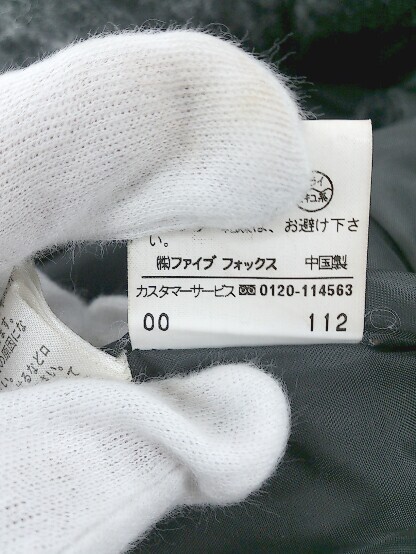 お避け下さ
い。
㈱ファイブ フォックス 中国製
カスタマーサービス 0120-114563
00 112